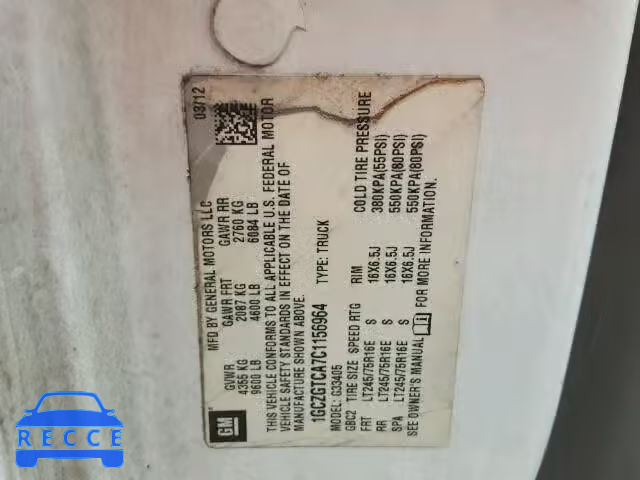 MFD BY GENERAL MOTORS LLC 03/12
GVWR GAWR FRT GAWR RR
4355 KG 2087 KG 2760 KG
9600 LB 4600 LB 6084 LB
THIS VEHICLE CONFORMS TO ALL APPLICABLE U.S. FEDERAL MOTOR
VEHICLE SAFETY STANDARDS IN EFFECT ON THE DATE OF
MANUFACTURE SHOWN ABOVE.
1GCZGTCA7C1156964 TYPE: TRUCK
MODEL: G33405
GBC2 TIRE SIZE SPEED RTG RIM COLD TIRE PRESSURE
FRT LT245/75R16E S 16X6.5J 380KPA(55PSI)
RR LT245/75R16E S 16X6.5J 550KPA(80PSI)
SPA LT245/75R16E S 16X6.5J 550KPA(80PSI)
SEE OWNER'S MANUAL FOR MORE INFORMATION.
GM
RECCE